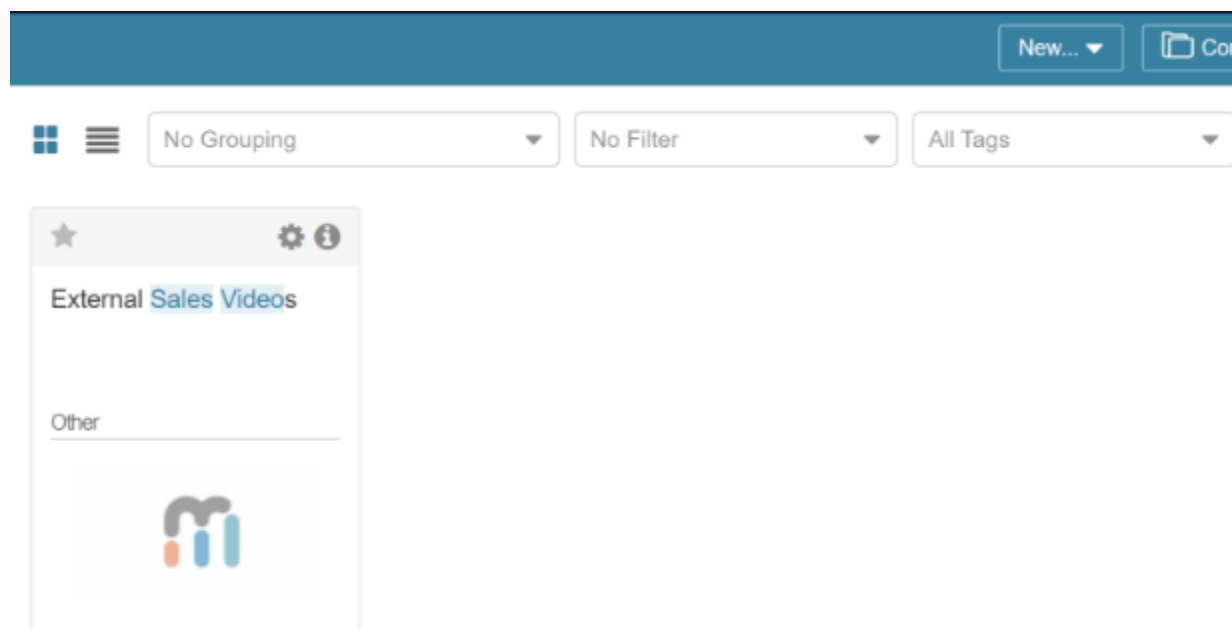 New...
No Grouping
No Filter
All Tags
External Sales Videos
Other